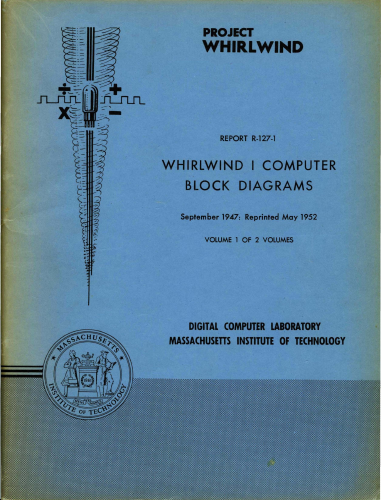 PROJECT
WHIRLWIND
÷ +
X −
REPORT R-127-1
WHIRLWIND I COMPUTER
BLOCK DIAGRAMS
September 1947: Reprinted May 1952
VOLUME 1 OF 2 VOLUMES
DIGITAL COMPUTER LABORATORY
MASSACHUSETTS INSTITUTE OF TECHNOLOGY
MASSACHUSETTS
INSTITUTE OF TECHNOLOGY